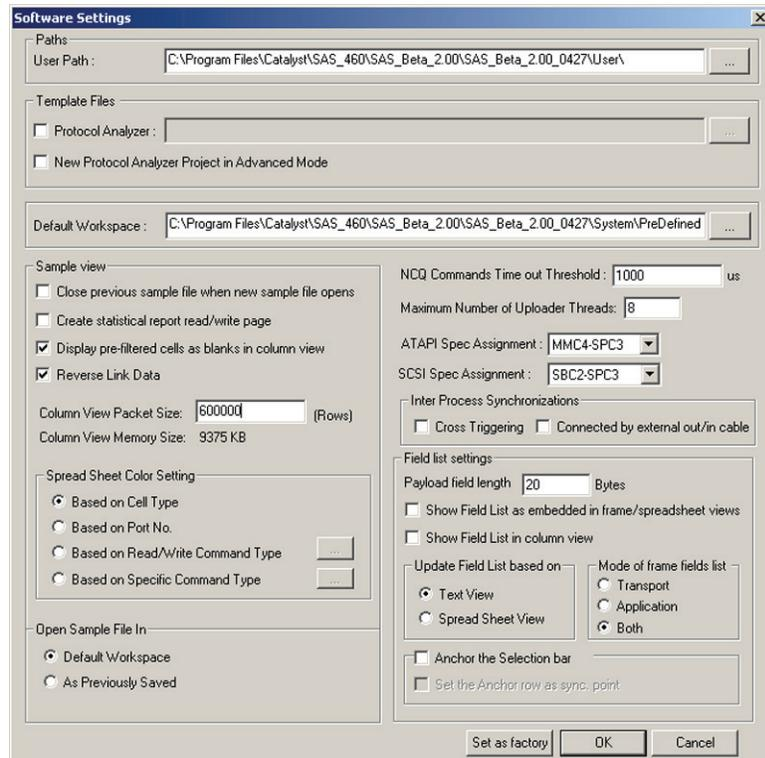 Software Settings
Paths
User Path :
C:\Program Files\Catalyst\SAS_460\SAS_Beta_2.00\SAS_Beta_2.00_0427\User\
...
Template Files
Protocol Analyzer :
...
New Protocol Analyzer Project in Advanced Mode
Default Workspace :
C:\Program Files\Catalyst\SAS_460\SAS_Beta_2.00\SAS_Beta_2.00_0427\System\PreDefined
...
Sample view
Close previous sample file when new sample file opens
Create statistical report read/write page
Display pre-filtered cells as blanks in column view
Reverse Link Data
Column View Packet Size: 600000 (Rows)
Column View Memory Size: 9375 KB
Spread Sheet Color Setting
Based on Cell Type
Based on Port No.
Based on Read/Write Command Type ...
Based on Specific Command Type ...
Open Sample File In
Default Workspace
As Previously Saved
NCQ Commands Time out Threshold : 1000 us
Maximum Number of Uploader Threads: 8
ATAPI Spec Assignment : MMC4-SPC3
SCSI Spec Assignment : SBC2-SPC3
Inter Process Synchronizations
Cross Triggering Connected by external out/in cable
Field list settings
Payload field length 20 Bytes
Show Field List as embedded in frame/spreadsheet views
Show Field List in column view
Update Field List based on
Text View
Spread Sheet View
Mode of frame fields list
Transport
Application
Both
Anchor the Selection bar
Set the Anchor row as sync. point
Set as factory OK Cancel